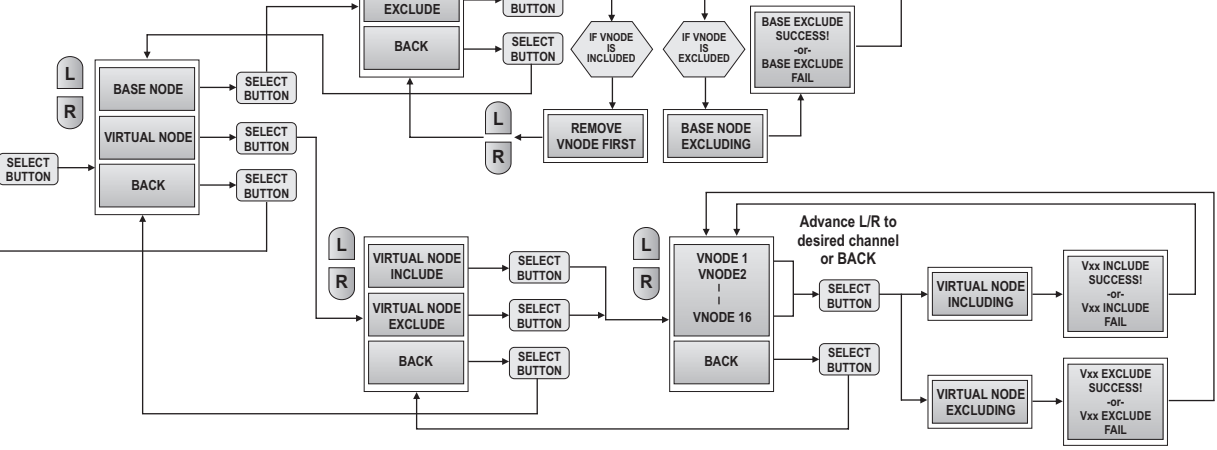 EXCLUDE
BUTTON
BACK
SELECT
BUTTON
IF VNODE
IS
INCLUDED
IF VNODE
IS
EXCLUDED
BASE EXCLUDE
SUCCESS!
-or-
BASE EXCLUDE
FAIL
L
R
BASE NODE
SELECT
BUTTON
VIRTUAL NODE
SELECT
BUTTON
BACK
SELECT
BUTTON
SELECT
BUTTON
L
R
REMOVE
VNODE FIRST
BASE NODE
EXCLUDING
L
R
VIRTUAL NODE
INCLUDE
SELECT
BUTTON
VIRTUAL NODE
EXCLUDE
SELECT
BUTTON
BACK
SELECT
BUTTON
L
R
VNODE 1
VNODE2
VNODE 16
BACK
Advance L/R to
desired channel
or BACK
SELECT
BUTTON
SELECT
BUTTON
VIRTUAL NODE
INCLUDING
Vxx INCLUDE
SUCCESS!
-or-
Vxx INCLUDE
FAIL
VIRTUAL NODE
EXCLUDING
Vxx EXCLUDE
SUCCESS!
-or-
Vxx EXCLUDE
FAIL